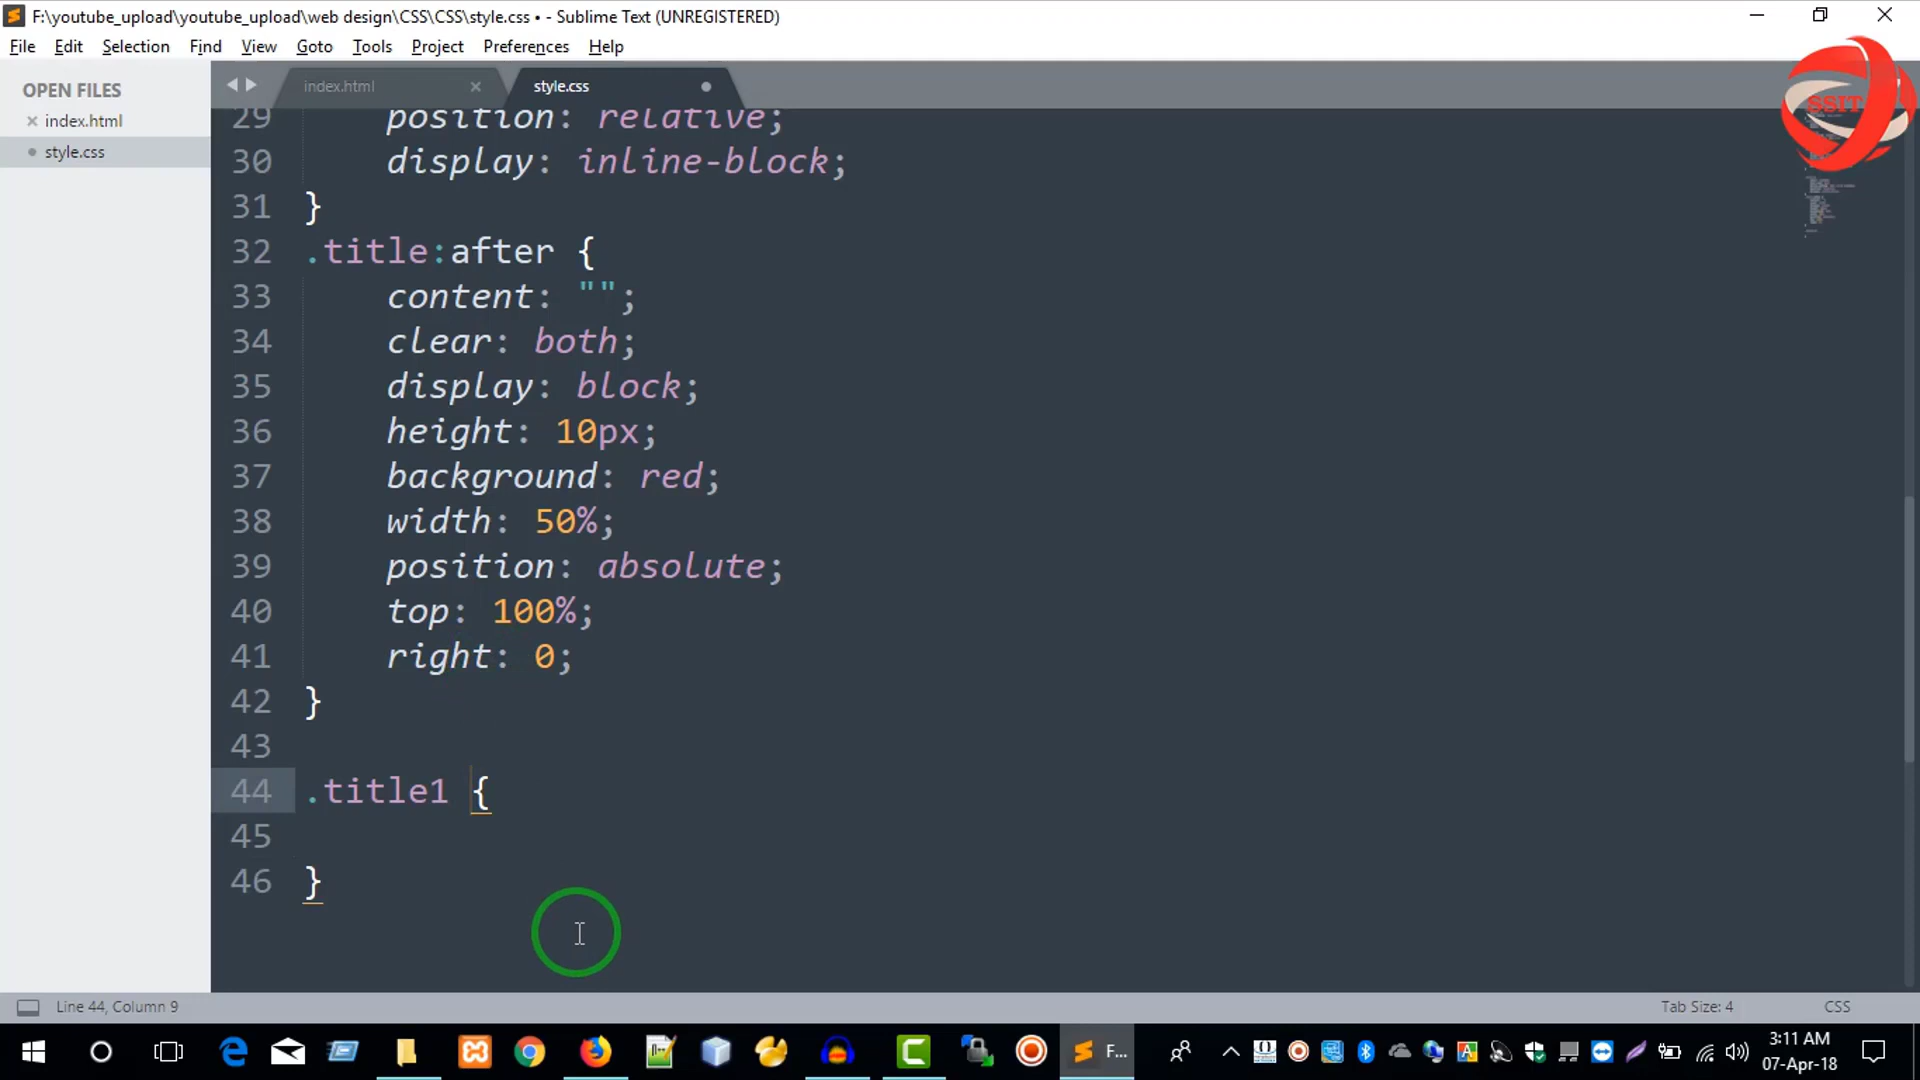 F:\youtube_upload\youtube_upload\web design\CSS\CSS\style.css • - Sublime Text (UNREGISTERED)
File Edit Selection Find View Goto Tools Project Preferences Help
OPEN FILES
index.html
style.css
index.html style.css
29 position: relative;
30 display: inline-block;
31 }
32 .title:after {
33 content: "";
34 clear: both;
35 display: block;
36 height: 10px;
37 background: red;
38 width: 50%;
39 position: absolute;
40 top: 100%;
41 right: 0;
42 }
43
44 .title1 {
45
46 }
SSIT
Line 44, Column 9 Tab Size: 4 CSS
F...
3:11 AM
07-Apr-18